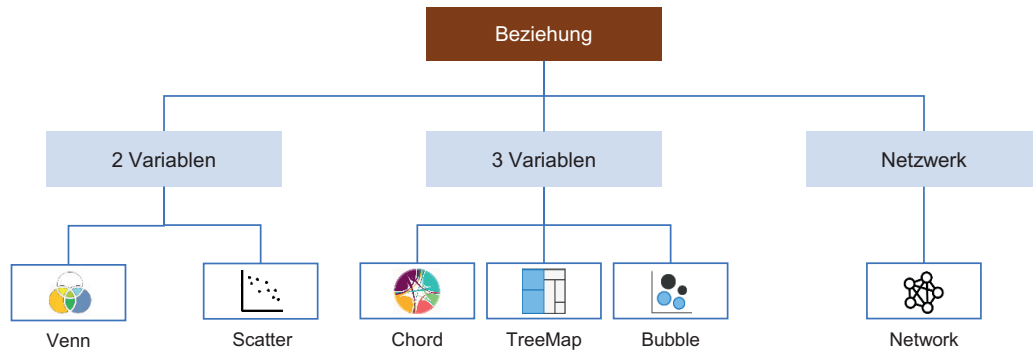 Beziehung
2 Variablen
3 Variablen
Netzwerk
Venn
Scatter
Chord
TreeMap
Bubble
Network